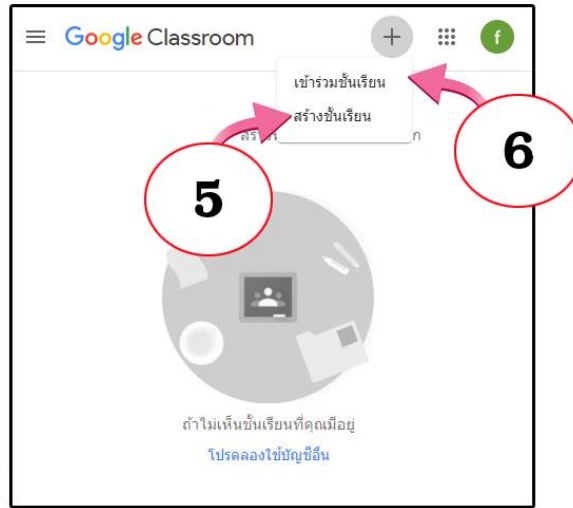 Google Classroom
f
เข้าร่วมชั้นเรียน
สร้างชั้นเรียน
5
6
ถ้าไม่เห็นชั้นเรียนที่คุณมีอยู่
โปรดลองใช้บัญชีอื่น